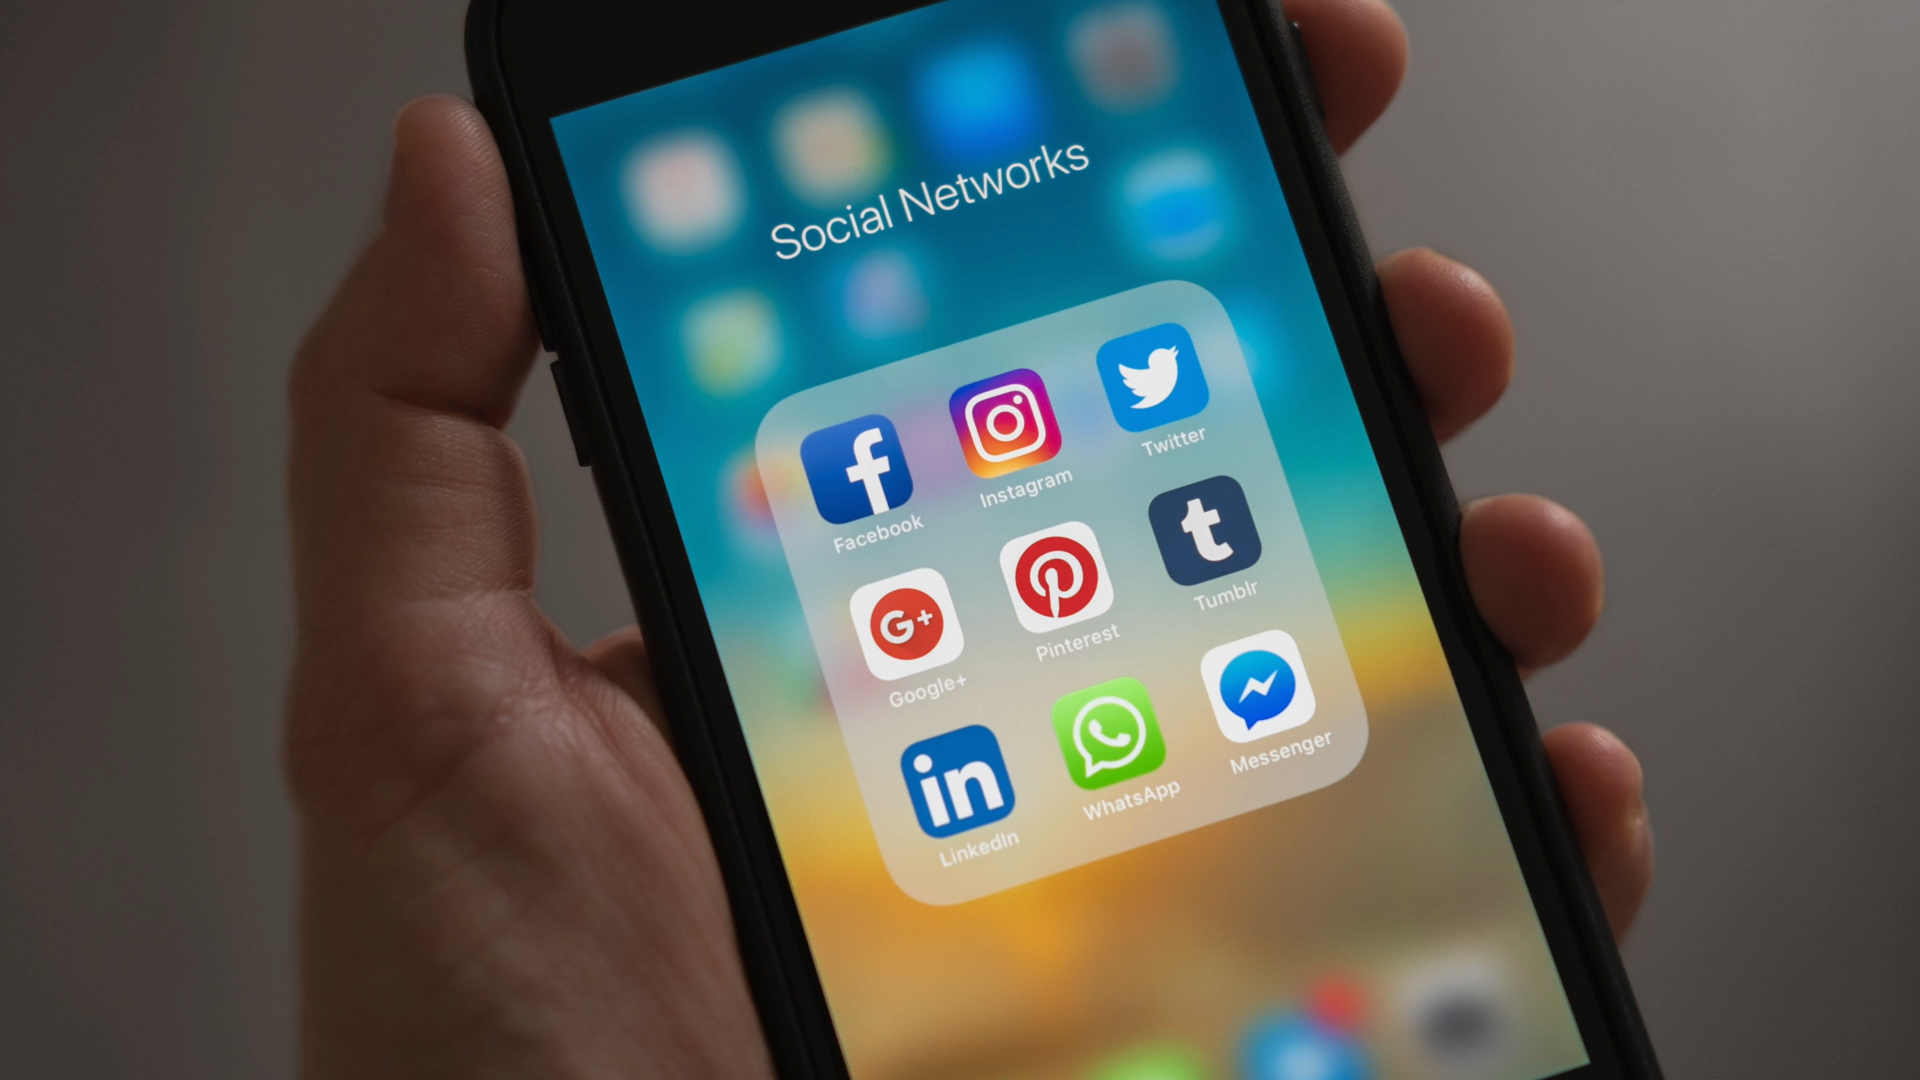 Social Networks
Facebook
Instagram
Twitter
Google+
Pinterest
Tumblr
LinkedIn
WhatsApp
Messenger